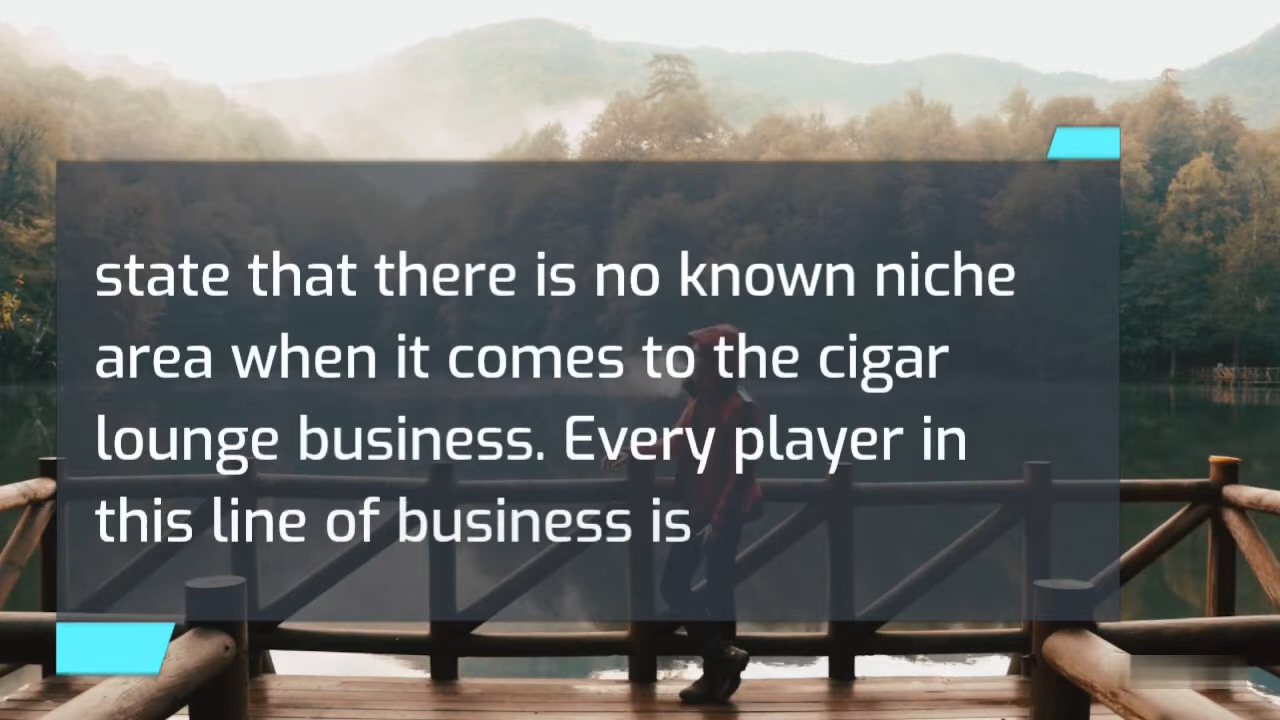 state that there is no known niche
area when it comes to the cigar
lounge business. Every player in
this line of business is